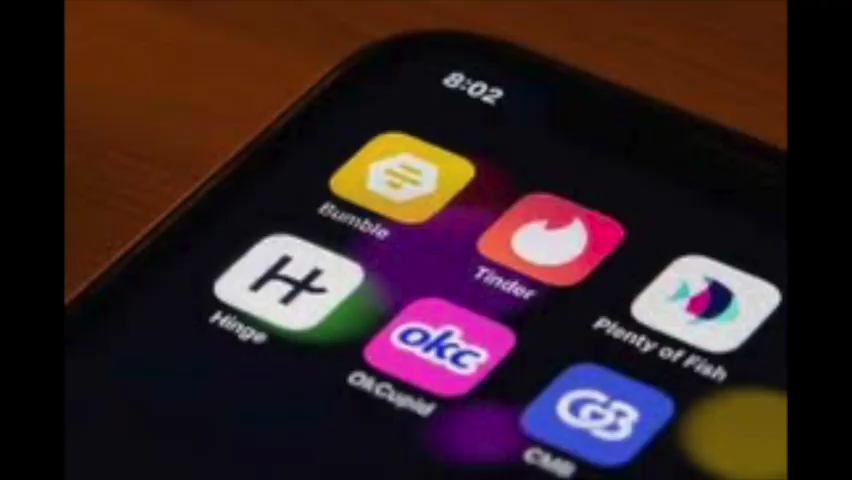 8:02
Bumble
Tinder
Plenty of Fish
H
Hinge
okc
OkCupid
CMB